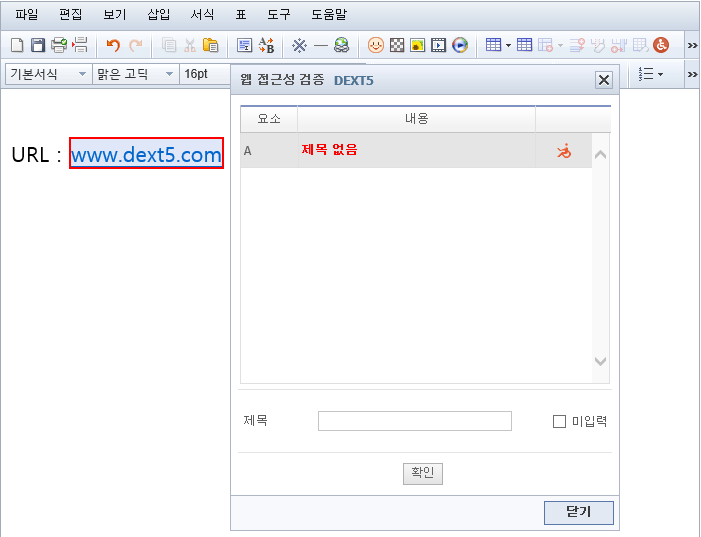 파일 편집 보기 삽입 서식 표 도구 도움말
기본서식 맑은 고딕 16pt
웹 접근성 검증 DEXT5
요소 내용
A 제목 없음
URL : www.dext5.com
제목 미입력
확인
닫기